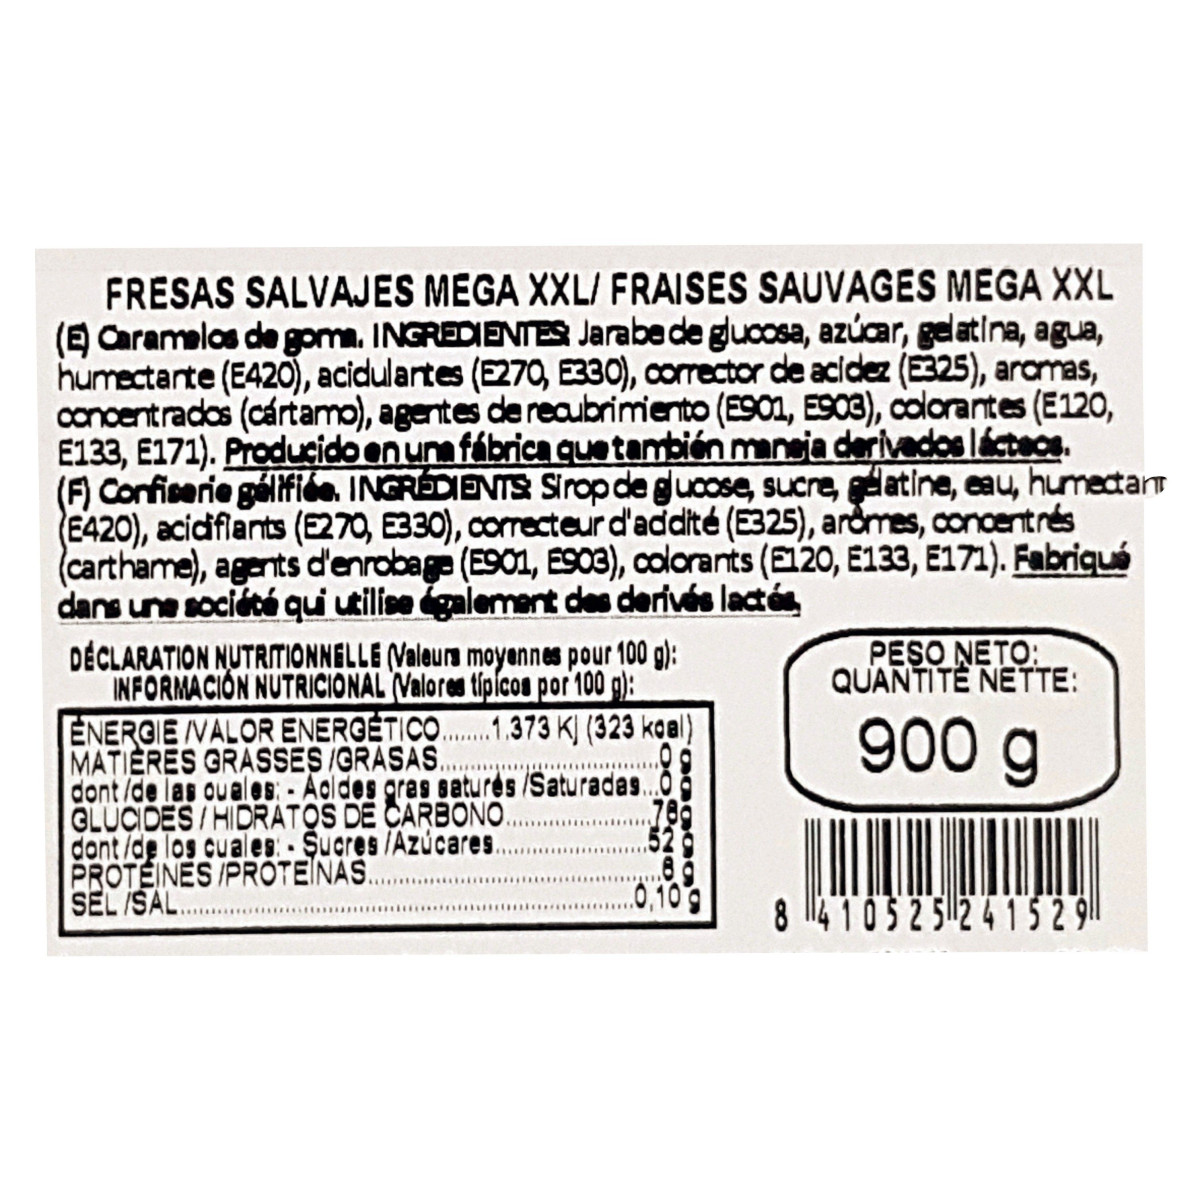 FRESAS SALVAJES MEGA XXL/ FRAISES SAUVAGES MEGA XXL
(E) Caramelos de goma. INGREDIENTES: Jarabe de glucosa, azúcar, gelatina, agua,
humectante (E420), acidulantes (E270, E330), corrector de acidez (E325), aromas,
concentrados (cártamo), agentes de recubrimiento (E901, E903), colorantes (E120,
E133, E171). Producido en una fábrica que también maneja derivados lácteos.
(F) Confiserie gélifiée. INGRÉDIENTS: Sirop de glucose, sucre, gélatine, eau, humectant
(E420), acidifiants (E270, E330), correcteur d'acidité (E325), arômes, concentrés
(carthame), agents d'enrobage (E901, E903), colorants (E120, E133, E171). Fabriqué
dans une société qui utilise également des derivés lactés,
DÉCLARATION NUTRITIONNELLE (Valeurs moyennes pour 100 g):
INFORMACIÓN NUTRICIONAL (Valores típicos por 100 g):
ÉNERGIE /VALOR ENERGÉTICO........1.373 Kj (323 kcal)
MATIÈRES GRASSES /GRASAS..............................0 g
dont /de las cuales: - Acides gras saturés /Saturadas...0 g
GLUCIDES / HIDRATOS DE CARBONO....................78g
dont /de los cuales: - Sucres /Azúcares......................52 g
PROTÉINES /PROTEÍNAS.......................................6 g
SEL /SAL...............................................................0,10 g
PESO NETO:
QUANTITÉ NETTE:
900 g
8 410525 241529